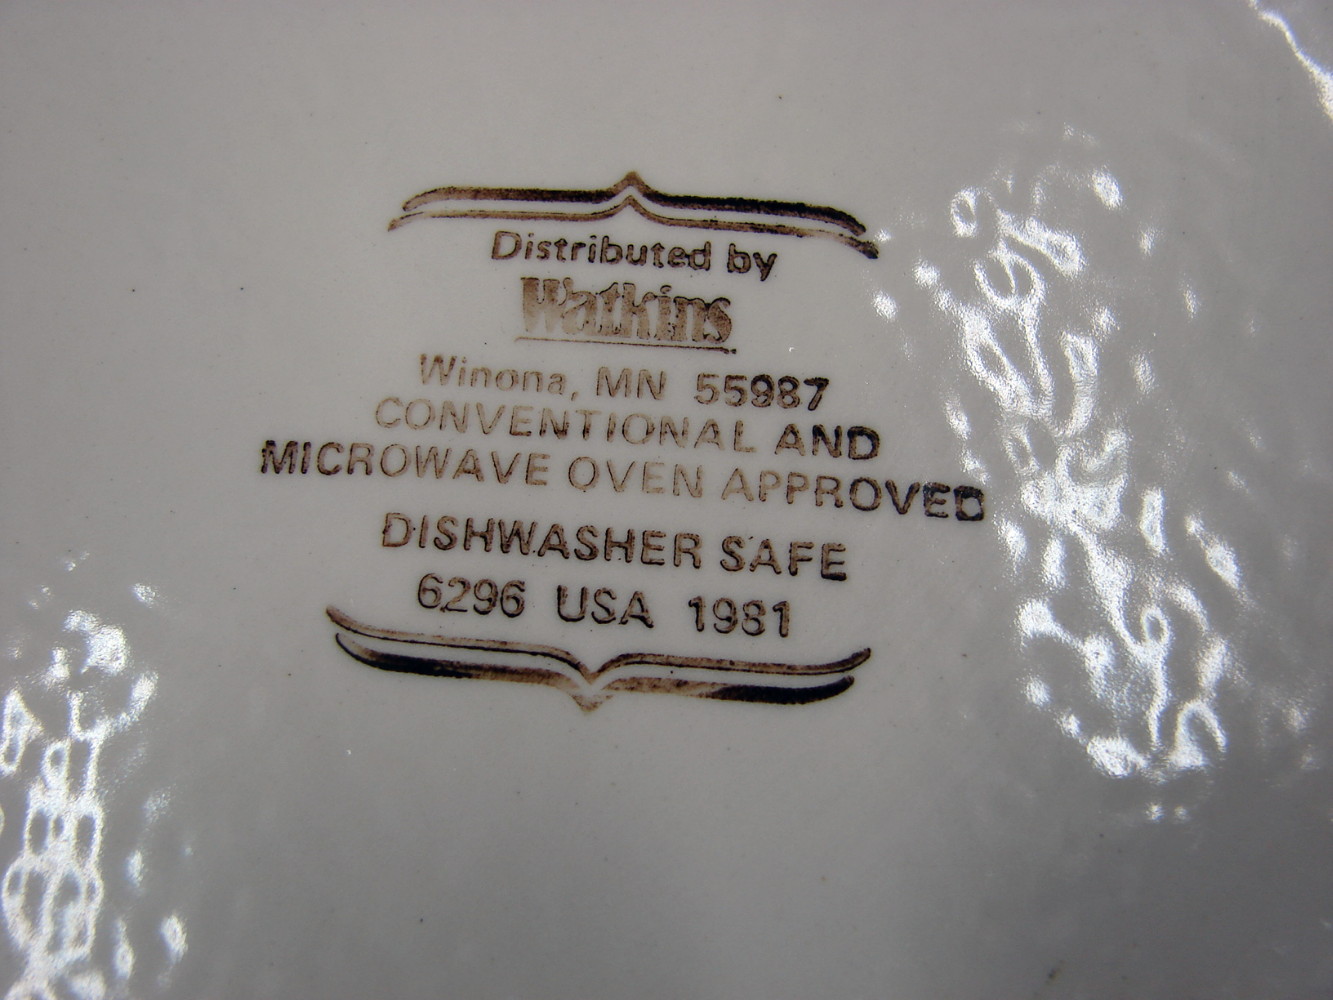 Distributed by
Watkins
Winona, MN 55987
CONVENTIONAL AND
MICROWAVE OVEN APPROVED
DISHWASHER SAFE
6296 USA 1981